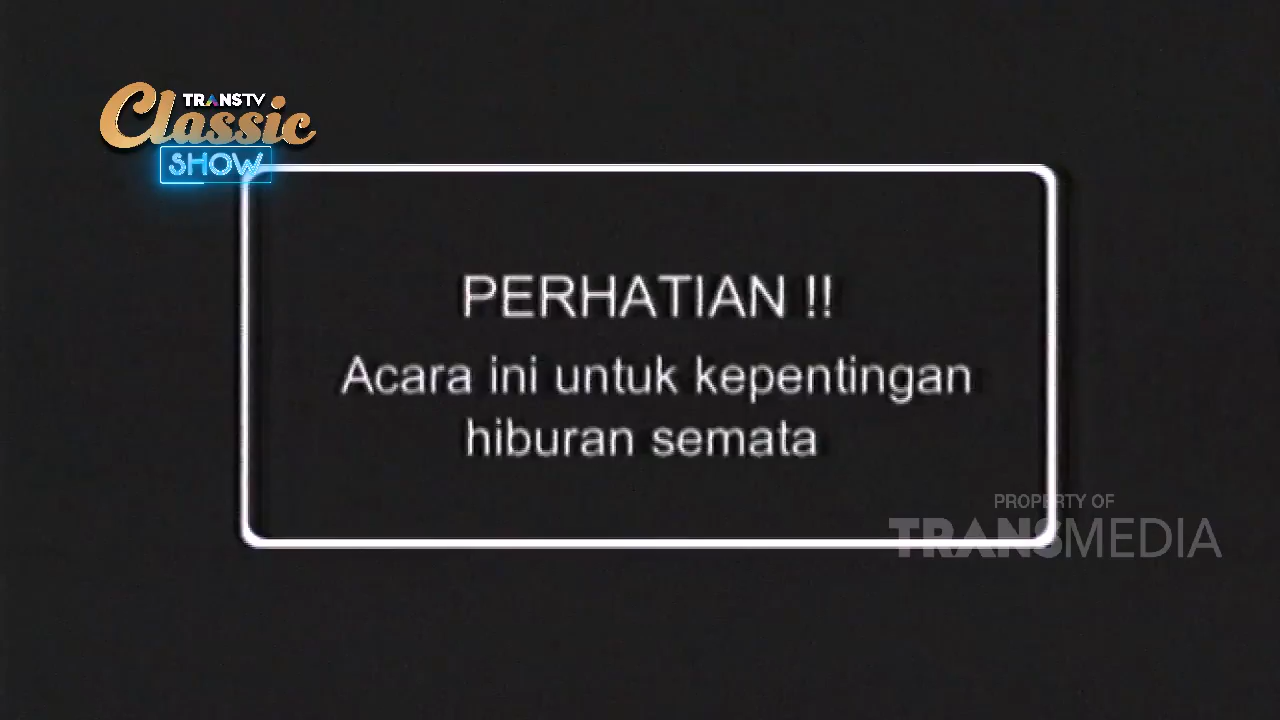 TRANSTV
Classic
SHOW
PERHATIAN !!
Acara ini untuk kepentingan
hiburan semata
PROPERTY OF
TRANSMEDIA